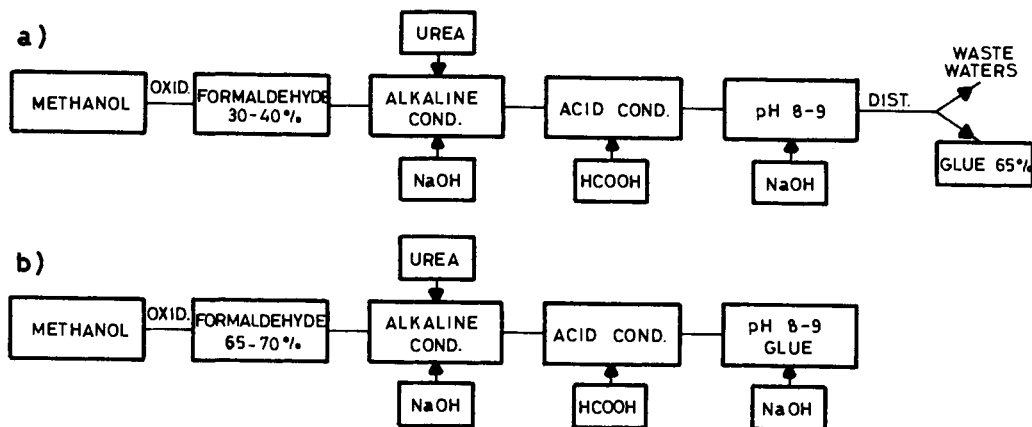 a)
UREA
WASTE
WATERS
METHANOL
OXID.
FORMALDEHYDE
30-40%
ALKALINE
COND.
ACID COND.
pH 8-9
DIST.
NaOH
HCOOH
NaOH
GLUE 65%
b)
UREA
METHANOL
OXID.
FORMALDEHYDE
65-70%
ALKALINE
COND.
ACID COND.
pH 8-9
GLUE
NaOH
HCOOH
NaOH